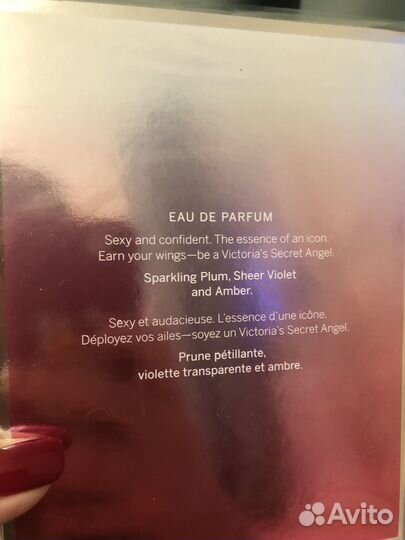 EAU DE PARFUM
Sexy and confident. The essence of an icon.
Earn your wings—be a Victoria's Secret Angel.
Sparkling Plum, Sheer Violet
and Amber.
Sexy et audacieuse. L'essence d'une icône.
Déployez vos ailes—soyez un Victoria's Secret Angel.
Prune pétillante,
violette transparente et ambre.
Avito